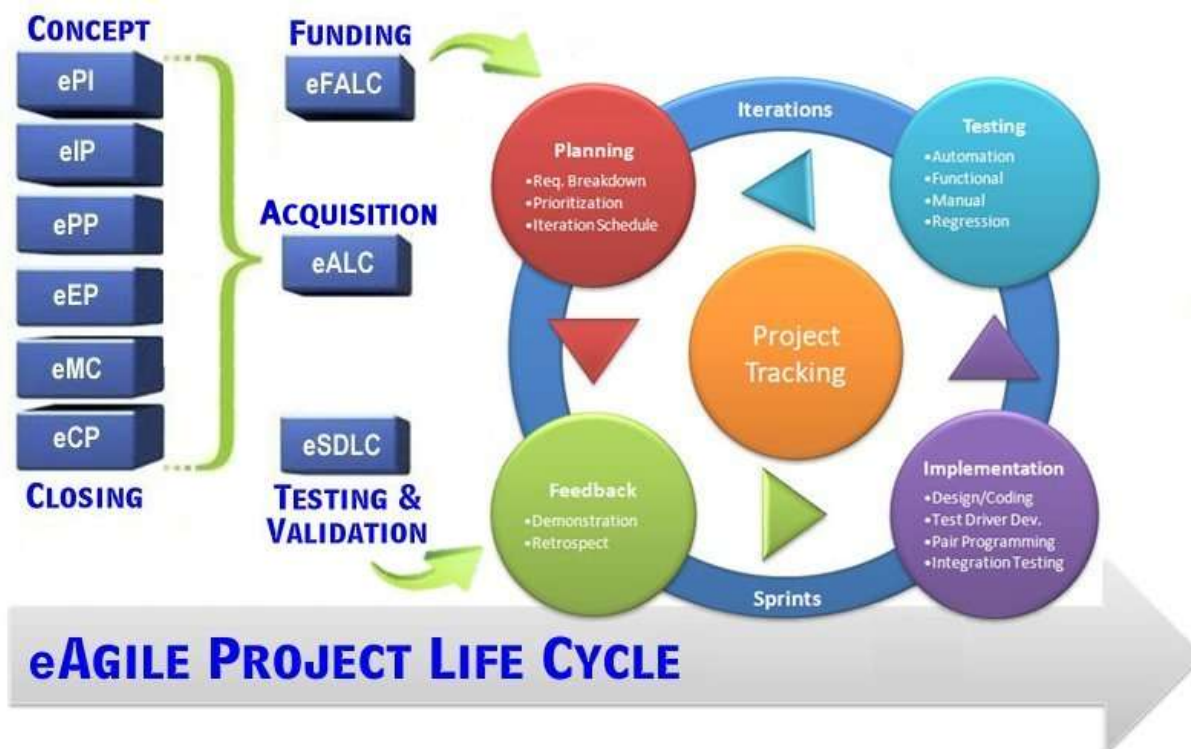 CONCEPT
ePI
eIP
ePP
eEP
eMC
eCP
CLOSING
FUNDING
eFALC
ACQUISITION
eALC
eSDLC
TESTING &
VALIDATION
Iterations
Planning
•Req. Breakdown
•Prioritization
•Iteration Schedule
Testing
•Automation
•Functional
•Manual
•Regression
Project
Tracking
Feedback
•Demonstration
•Retrospect
Implementation
•Design/Coding
•Test Driver Dev.
•Pair Programming
•Integration Testing
Sprints
eAGILE PROJECT LIFE CYCLE